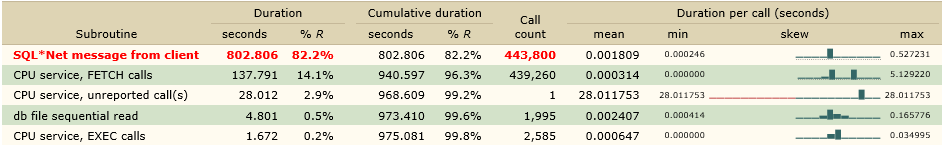 Duration Cumulative duration Call count Duration per call (seconds)
Subroutine seconds % R seconds % R mean min skew max
SQL*Net message from client 802.806 82.2% 802.806 82.2% 443,800 0.001809 0.000246 0.527231
CPU service, FETCH calls 137.791 14.1% 940.597 96.3% 439,260 0.000314 0.000000 5.129220
CPU service, unreported call(s) 28.012 2.9% 968.609 99.2% 1 28.011753 28.011753 28.011753
db file sequential read 4.801 0.5% 973.410 99.6% 1,995 0.002407 0.000414 0.165776
CPU service, EXEC calls 1.672 0.2% 975.081 99.8% 2,585 0.000647 0.000000 0.034995